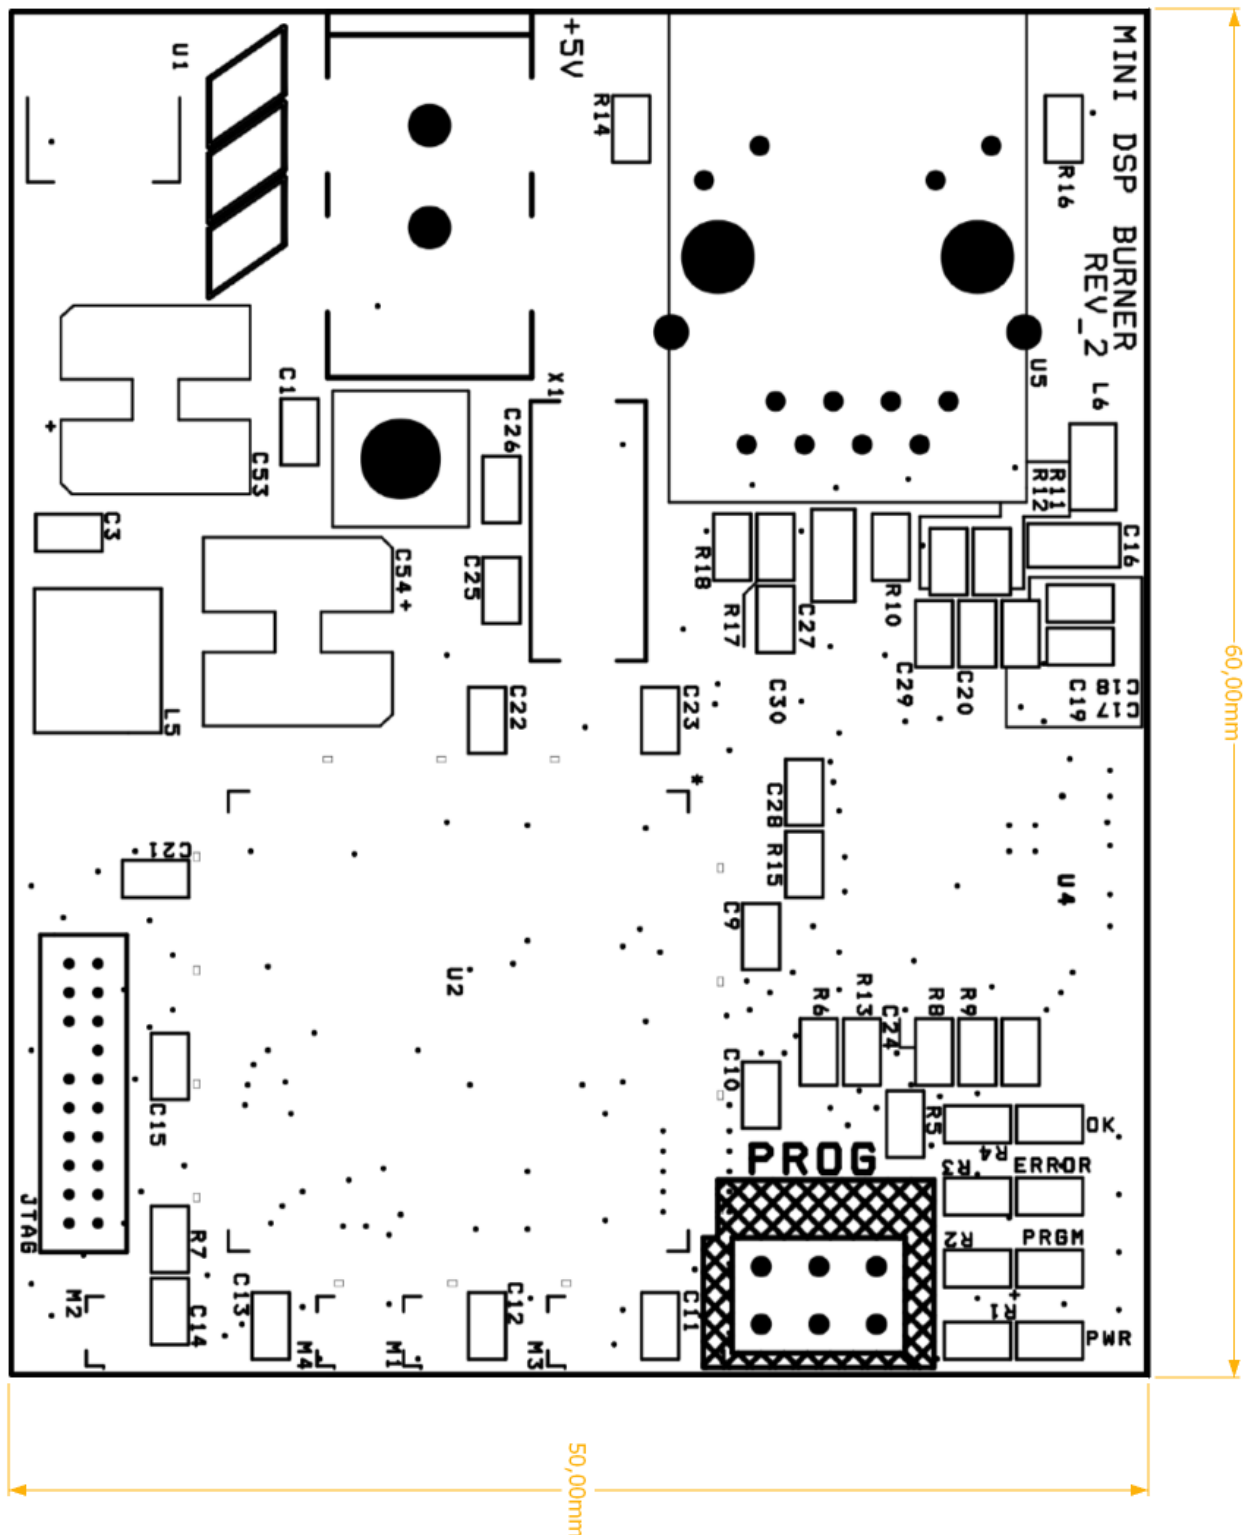 MINI DSP BURNER
REV_2
U1
+5V
R14
R16
U5
L6
X1
C1
C26
+
C53
C3
R12
R11
C16
C54+
C25
R18
R17
C27
R10
C29
C20
C30
C19
C18
C17
L5
C22
C23
*
C28
R15
C21
U4
C9
U2
R6
R13
C24
R8
R9
C10
C15
R5
OK
R4
PROG
R3
ERROR
JTAG
R7
R2
PRGM
M2
C13
C14
C12
C11
+
R1
M4
M1
M3
PWR
60,00mm
50,00mm